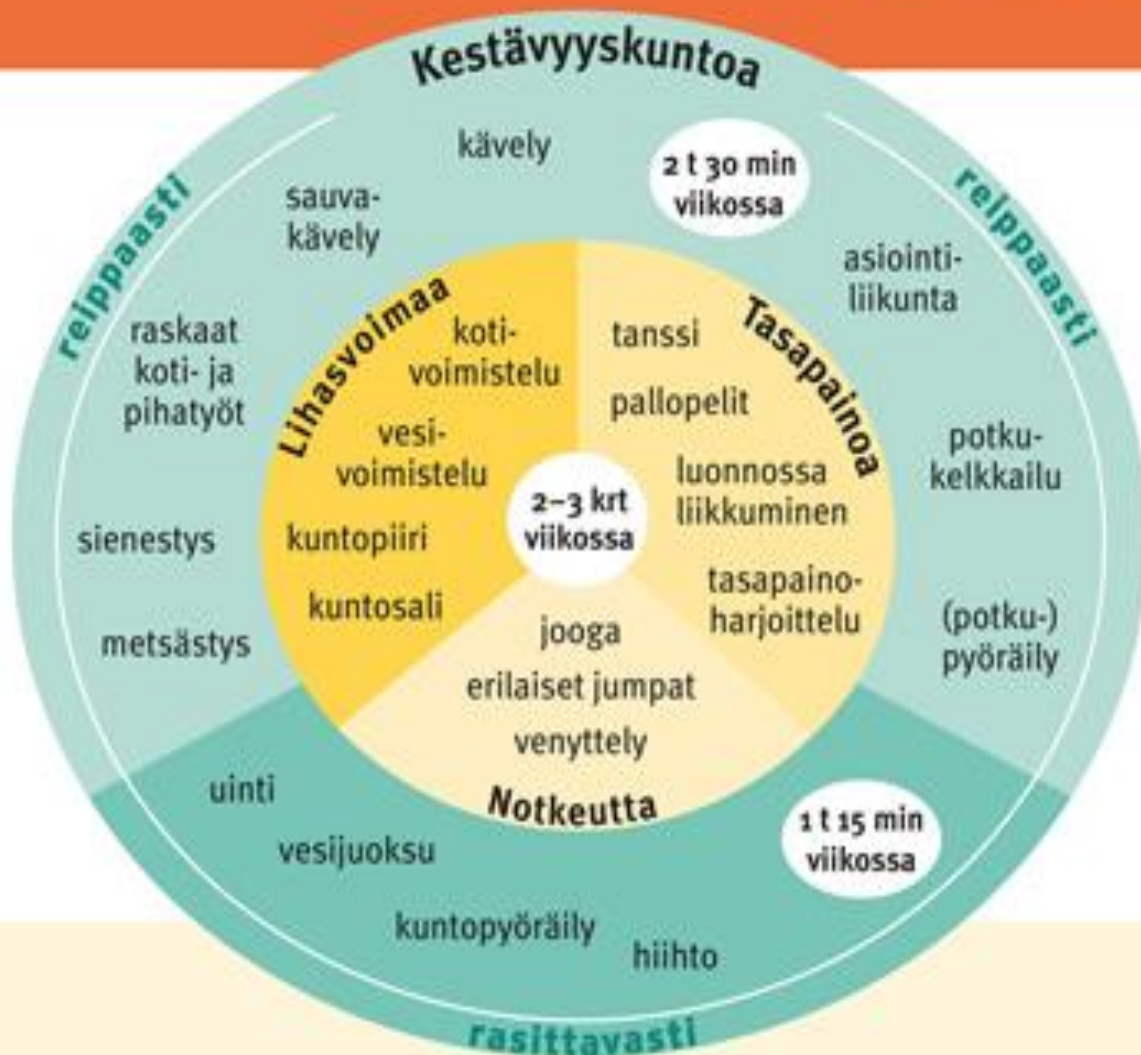 Kestävyyskuntoa
reippaasti
reippaasti
kävely
2 t 30 min
viikossa
sauva-
kävely
asiointi-
liikunta
raskaat
koti- ja
pihatyöt
potku-
kelkkailu
sienestys
metsästys
(potku-)
pyöräily
Lihasvoimaa
koti-
voimistelu
vesi-
voimistelu
kuntopiiri
kuntosali
Tasapainoa
tanssi
pallopelit
luonnossa
liikkuminen
tasapaino-
harjoittelu
2–3 krt
viikossa
jooga
erilaiset jumpat
venyttely
Notkeutta
uinti
vesijuoksu
kuntopyöräily
hiihto
1 t 15 min
viikossa
rasittavasti